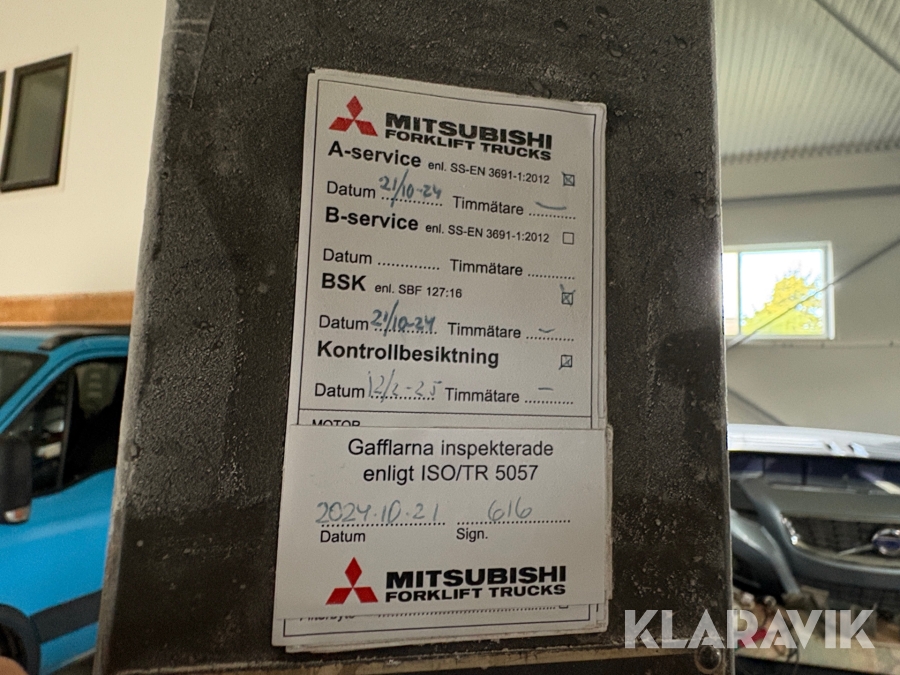 MITSUBISHI
FORKLIFT TRUCKS
A-service enl. SS-EN 3691-1:2012 ☒
Datum 21/10-24 Timmätare ...........
B-service enl. SS-EN 3691-1:2012 ☐
Datum .............. Timmätare ...........
BSK enl. SBF 127:16 ☒
Datum 21/10-24 Timmätare ...........
Kontrollbesiktning ☒
Datum 12/2-25 Timmätare ...........
MOTOR
Gafflarna inspekterade
enligt ISO/TR 5057
2024.10.21 616
Datum Sign.
MITSUBISHI
FORKLIFT TRUCKS
KLARAVIK